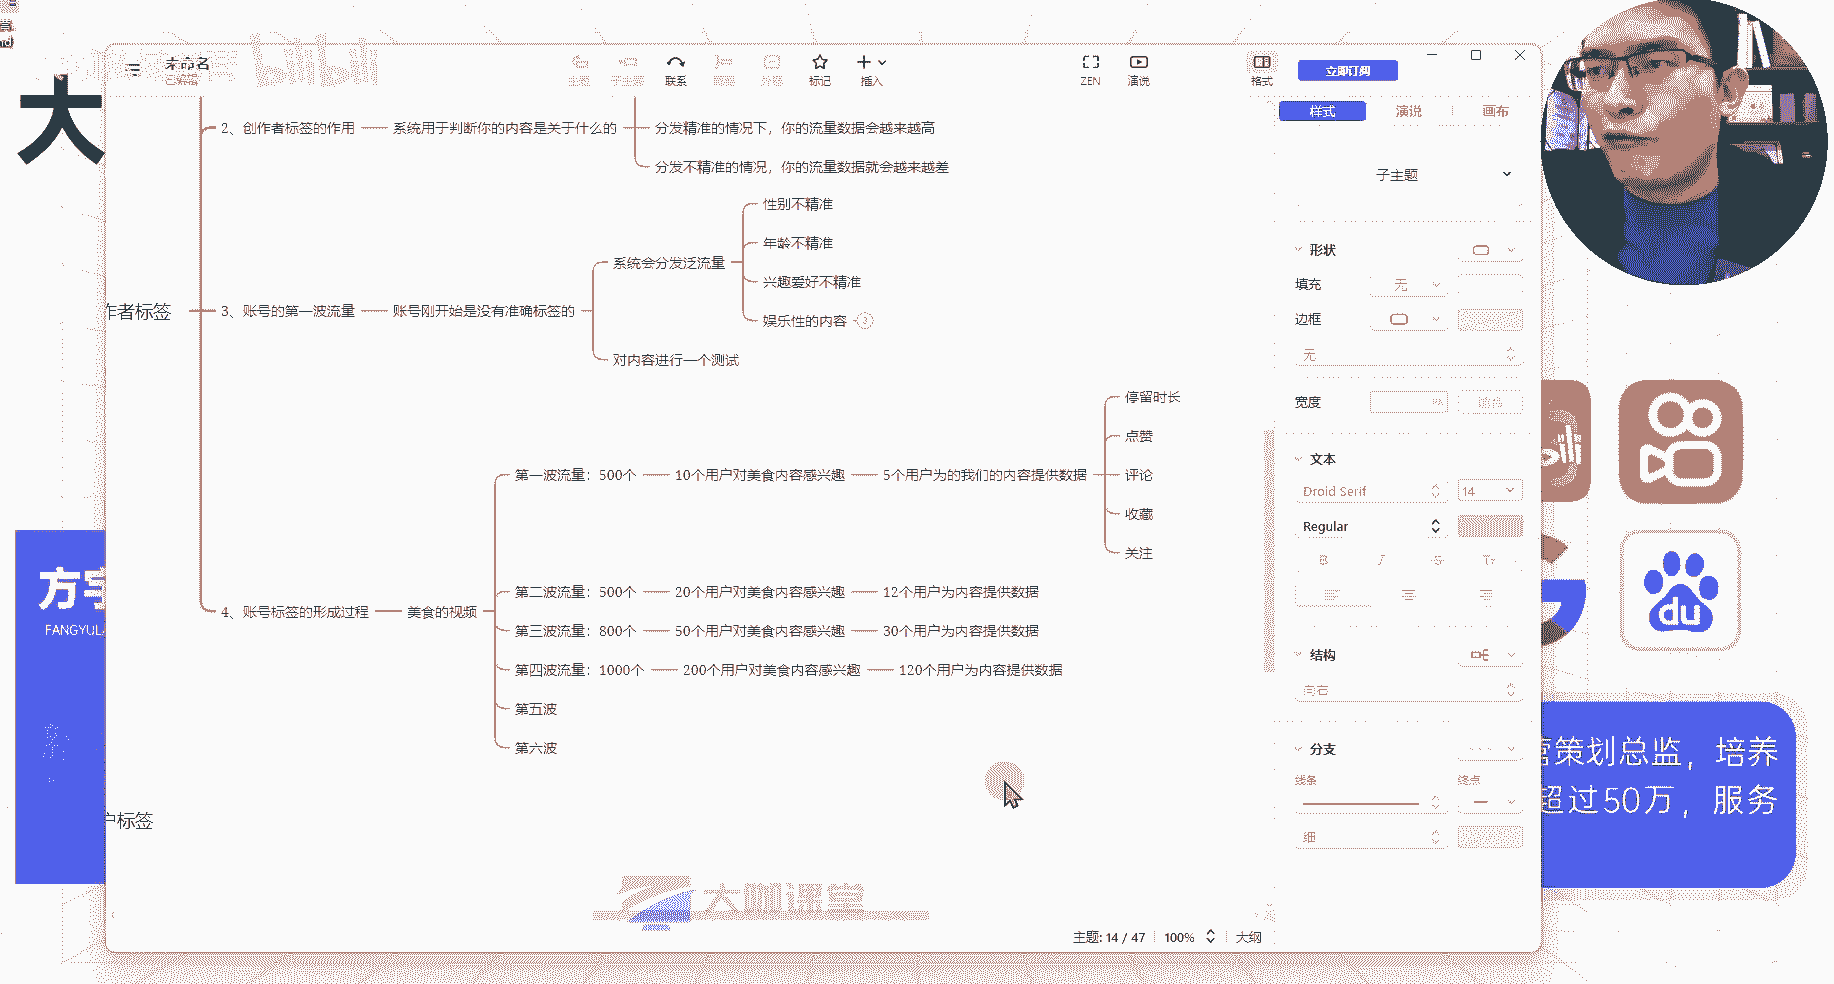 未命名
已编辑
bilibili
主题
子主题
联系
概要
外框
标记
插入
ZEN
演说
格式
立即订阅
大
样式
演说
画布
2、创作者标签的作用
系统用于判断你的内容是关于什么的
分发精准的情况下，你的流量数据会越来越高
分发不精准的情况，你的流量数据就会越来越差
性别不精准
年龄不精准
系统会分发泛流量
兴趣爱好不精准
作者标签
3、账号的第一波流量
账号刚开始是没有准确标签的
娱乐性的内容
对内容进行一个测试
停留时长
点赞
第一波流量：500个
10个用户对美食内容感兴趣
5个用户为的我们的内容提供数据
评论
收藏
关注
第二波流量：500个
20个用户对美食内容感兴趣
12个用户为内容提供数据
4、账号标签的形成过程
美食的视频
第三波流量：800个
50个用户对美食内容感兴趣
30个用户为内容提供数据
第四波流量：1000个
200个用户对美食内容感兴趣
120个用户为内容提供数据
第五波
第六波
户标签
子主题
形状
填充
无
边框
无
宽度
文本
Droid Serif
14
Regular
结构
向右
分支
线条
终点
细
方宇
FANGYU
du
营策划总监，培养
超过50万，服务
大咖课堂
主题: 14 / 47
100%
大纲